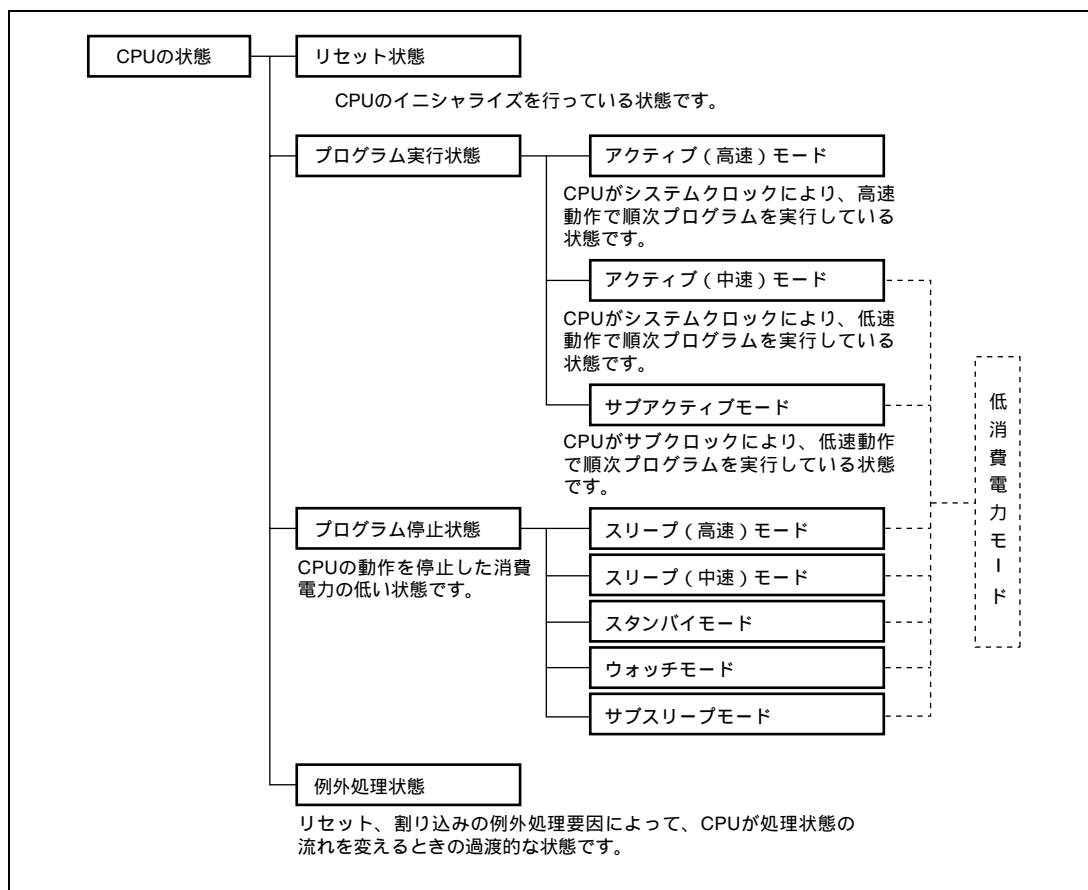 CPUの状態
リセット状態
CPUのイニシャライズを行っている状態です。
プログラム実行状態
アクティブ(高速)モード
CPUがシステムクロックにより、高速
動作で順次プログラムを実行している
状態です。
アクティブ(中速)モード
CPUがシステムクロックにより、低速
動作で順次プログラムを実行している
状態です。
サブアクティブモード
CPUがサブクロックにより、低速動作
で順次プログラムを実行している状態
です。
プログラム停止状態
CPUの動作を停止した消費
電力の低い状態です。
スリープ(高速)モード
スリープ(中速)モード
スタンバイモード
ウォッチモード
サブスリープモード
低消費電力モード
例外処理状態
リセット、割り込みの例外処理要因によって、CPUが処理状態の
流れを変えるときの過渡的な状態です。